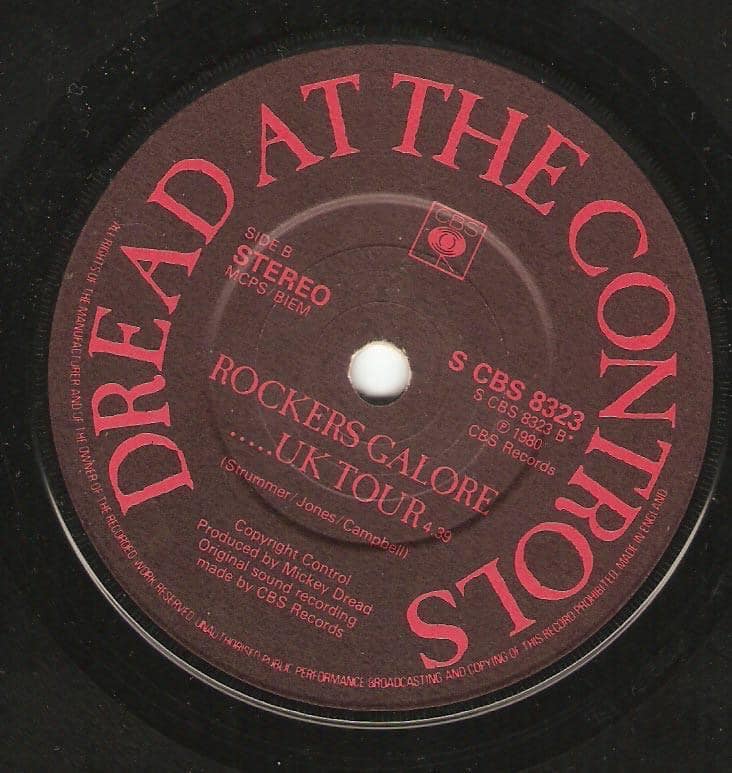 DREAD AT THE CONTROLS
CBS
SIDE B
STEREO
MCPS/BIEM
S CBS 8323
S CBS 8323 B
℗ 1980
CBS Records
ROCKERS GALORE
.....UK TOUR 4.39
(Strummer/Jones/Campbell)
Copyright Control
Produced by Mickey Dread
Original sound recording
made by CBS Records
ALL RIGHTS OF THE MANUFACTURER AND OF THE OWNER OF THE RECORDED WORK RESERVED. UNAUTHORISED PUBLIC PERFORMANCE BROADCASTING AND COPYING OF THIS RECORD PROHIBITED. MADE IN ENGLAND